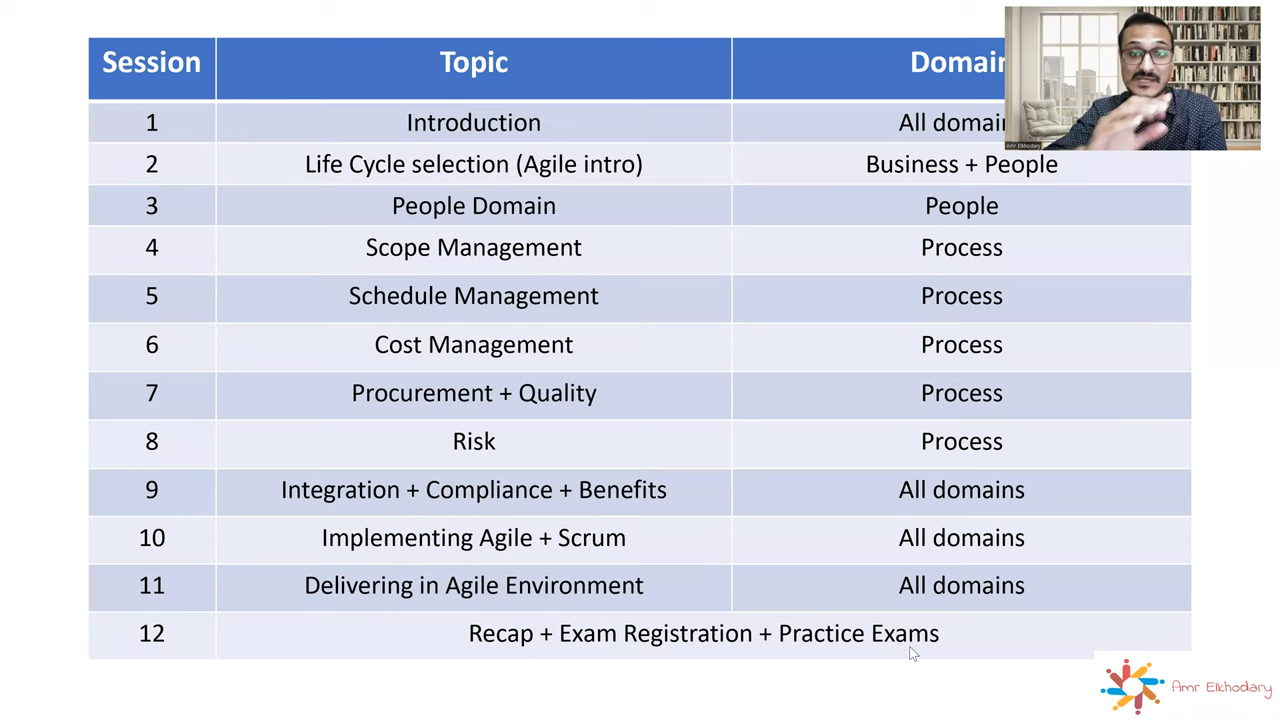 Session Topic Domain
1 Introduction All domain
2 Life Cycle selection (Agile intro) Business + People
3 People Domain People
4 Scope Management Process
5 Schedule Management Process
6 Cost Management Process
7 Procurement + Quality Process
8 Risk Process
9 Integration + Compliance + Benefits All domains
10 Implementing Agile + Scrum All domains
11 Delivering in Agile Environment All domains
12 Recap + Exam Registration + Practice Exams
Amr Elkhodary
Amr Elkhodary